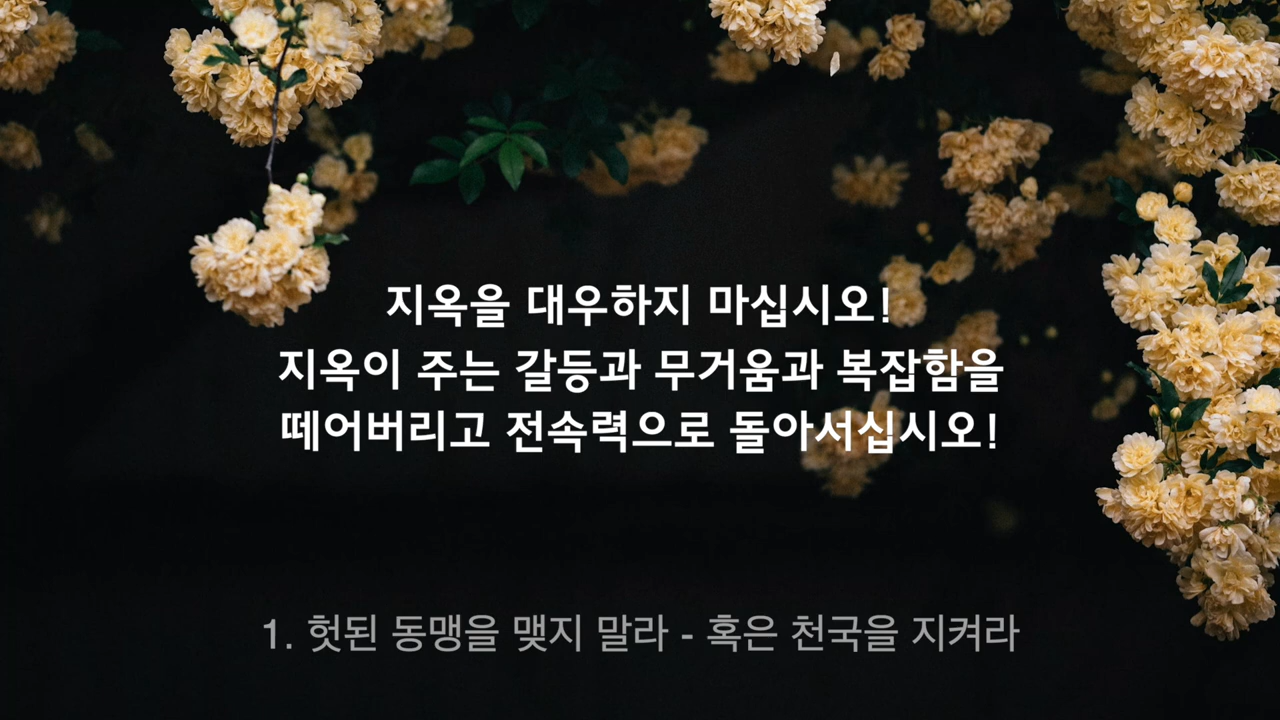 지옥을 대우하지 마십시오!
지옥이 주는 갈등과 무거움과 복잡함을
떼어버리고 전속력으로 돌아서십시오!
1. 헛된 동맹을 맺지 말라 - 혹은 천국을 지켜라